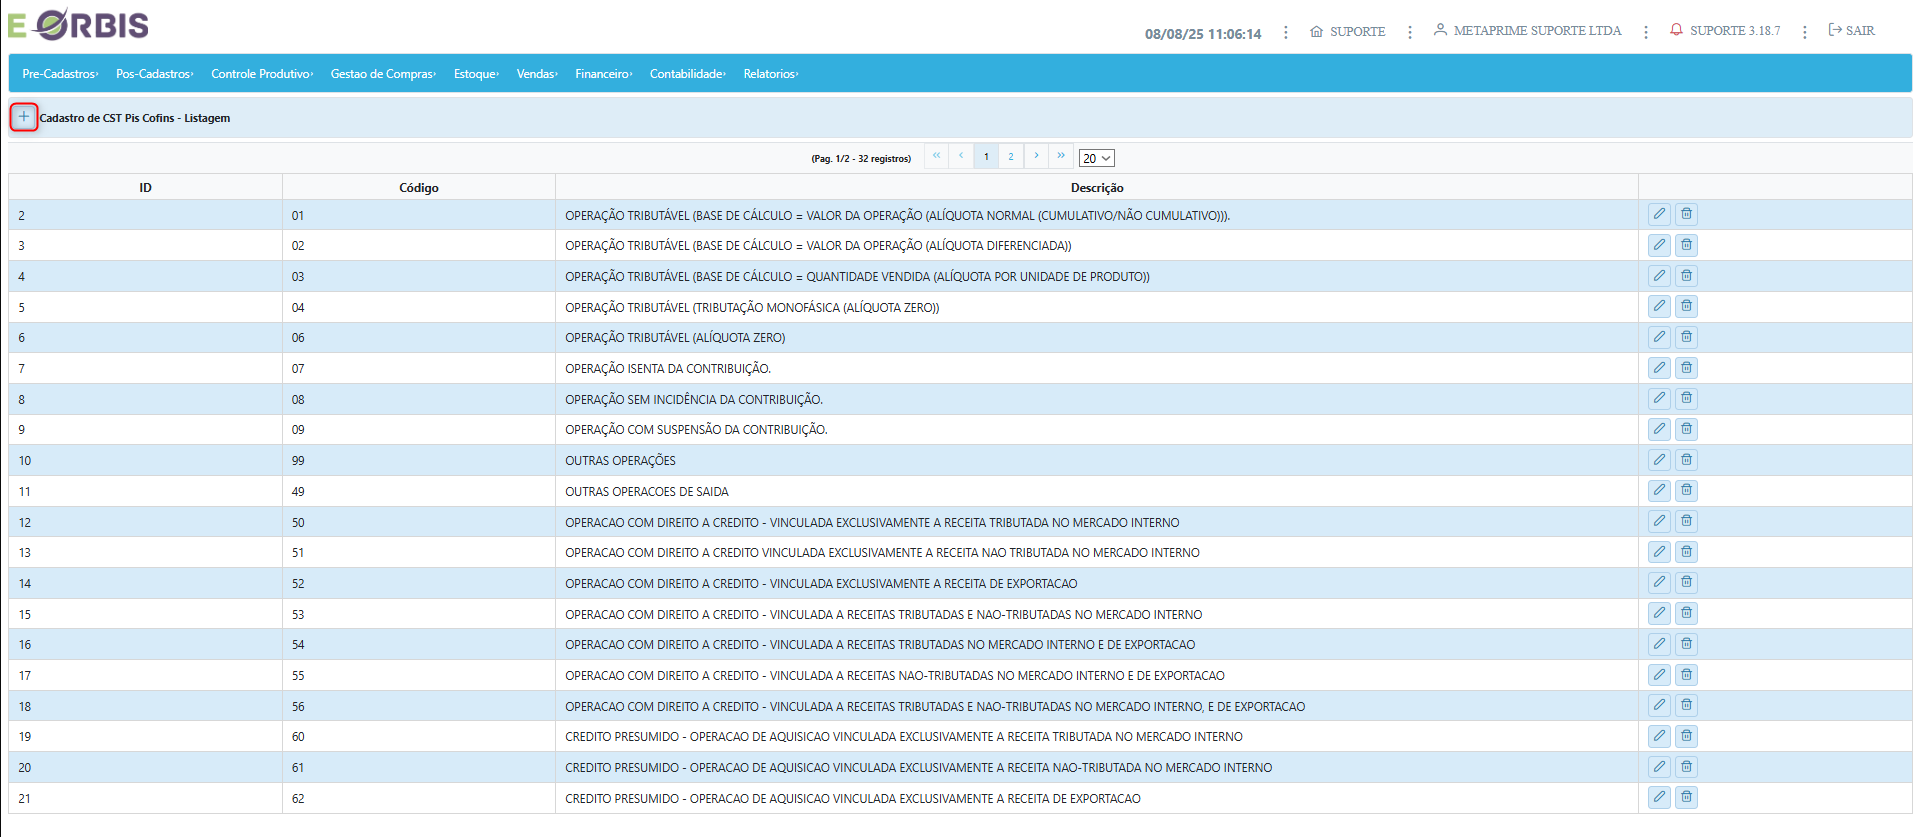 E ORBIS
08/08/25 11:06:14 SUPORTE METAPRIME SUPORTE LTDA SUPORTE 3.18.7 SAIR
Pre-Cadastros Pos-Cadastros Controle Produtivo Gestao de Compras Estoque Vendas Financeiro Contabilidade Relatorios
+ Cadastro de CST Pis Cofins - Listagem
(Pag. 1/2 - 32 registros) « ‹ 1 2 › » 20
ID Código Descrição
2 01 OPERAÇÃO TRIBUTÁVEL (BASE DE CÁLCULO = VALOR DA OPERAÇÃO (ALÍQUOTA NORMAL (CUMULATIVO/NÃO CUMULATIVO))).
3 02 OPERAÇÃO TRIBUTÁVEL (BASE DE CÁLCULO = VALOR DA OPERAÇÃO (ALÍQUOTA DIFERENCIADA))
4 03 OPERAÇÃO TRIBUTÁVEL (BASE DE CÁLCULO = QUANTIDADE VENDIDA (ALÍQUOTA POR UNIDADE DE PRODUTO))
5 04 OPERAÇÃO TRIBUTÁVEL (TRIBUTAÇÃO MONOFÁSICA (ALÍQUOTA ZERO))
6 06 OPERAÇÃO TRIBUTÁVEL (ALÍQUOTA ZERO)
7 07 OPERAÇÃO ISENTA DA CONTRIBUIÇÃO.
8 08 OPERAÇÃO SEM INCIDÊNCIA DA CONTRIBUIÇÃO.
9 09 OPERAÇÃO COM SUSPENSÃO DA CONTRIBUIÇÃO.
10 99 OUTRAS OPERAÇÕES
11 49 OUTRAS OPERACOES DE SAIDA
12 50 OPERACAO COM DIREITO A CREDITO - VINCULADA EXCLUSIVAMENTE A RECEITA TRIBUTADA NO MERCADO INTERNO
13 51 OPERACAO COM DIREITO A CREDITO VINCULADA EXCLUSIVAMENTE A RECEITA NAO TRIBUTADA NO MERCADO INTERNO
14 52 OPERACAO COM DIREITO A CREDITO - VINCULADA EXCLUSIVAMENTE A RECEITA DE EXPORTACAO
15 53 OPERACAO COM DIREITO A CREDITO - VINCULADA A RECEITAS TRIBUTADAS E NAO-TRIBUTADAS NO MERCADO INTERNO
16 54 OPERACAO COM DIREITO A CREDITO - VINCULADA A RECEITAS TRIBUTADAS NO MERCADO INTERNO E DE EXPORTACAO
17 55 OPERACAO COM DIREITO A CREDITO - VINCULADA A RECEITAS NAO-TRIBUTADAS NO MERCADO INTERNO E DE EXPORTACAO
18 56 OPERACAO COM DIREITO A CREDITO - VINCULADA A RECEITAS TRIBUTADAS E NAO-TRIBUTADAS NO MERCADO INTERNO, E DE EXPORTACAO
19 60 CREDITO PRESUMIDO - OPERACAO DE AQUISICAO VINCULADA EXCLUSIVAMENTE A RECEITA TRIBUTADA NO MERCADO INTERNO
20 61 CREDITO PRESUMIDO - OPERACAO DE AQUISICAO VINCULADA EXCLUSIVAMENTE A RECEITA NAO-TRIBUTADA NO MERCADO INTERNO
21 62 CREDITO PRESUMIDO - OPERACAO DE AQUISICAO VINCULADA EXCLUSIVAMENTE A RECEITA DE EXPORTACAO